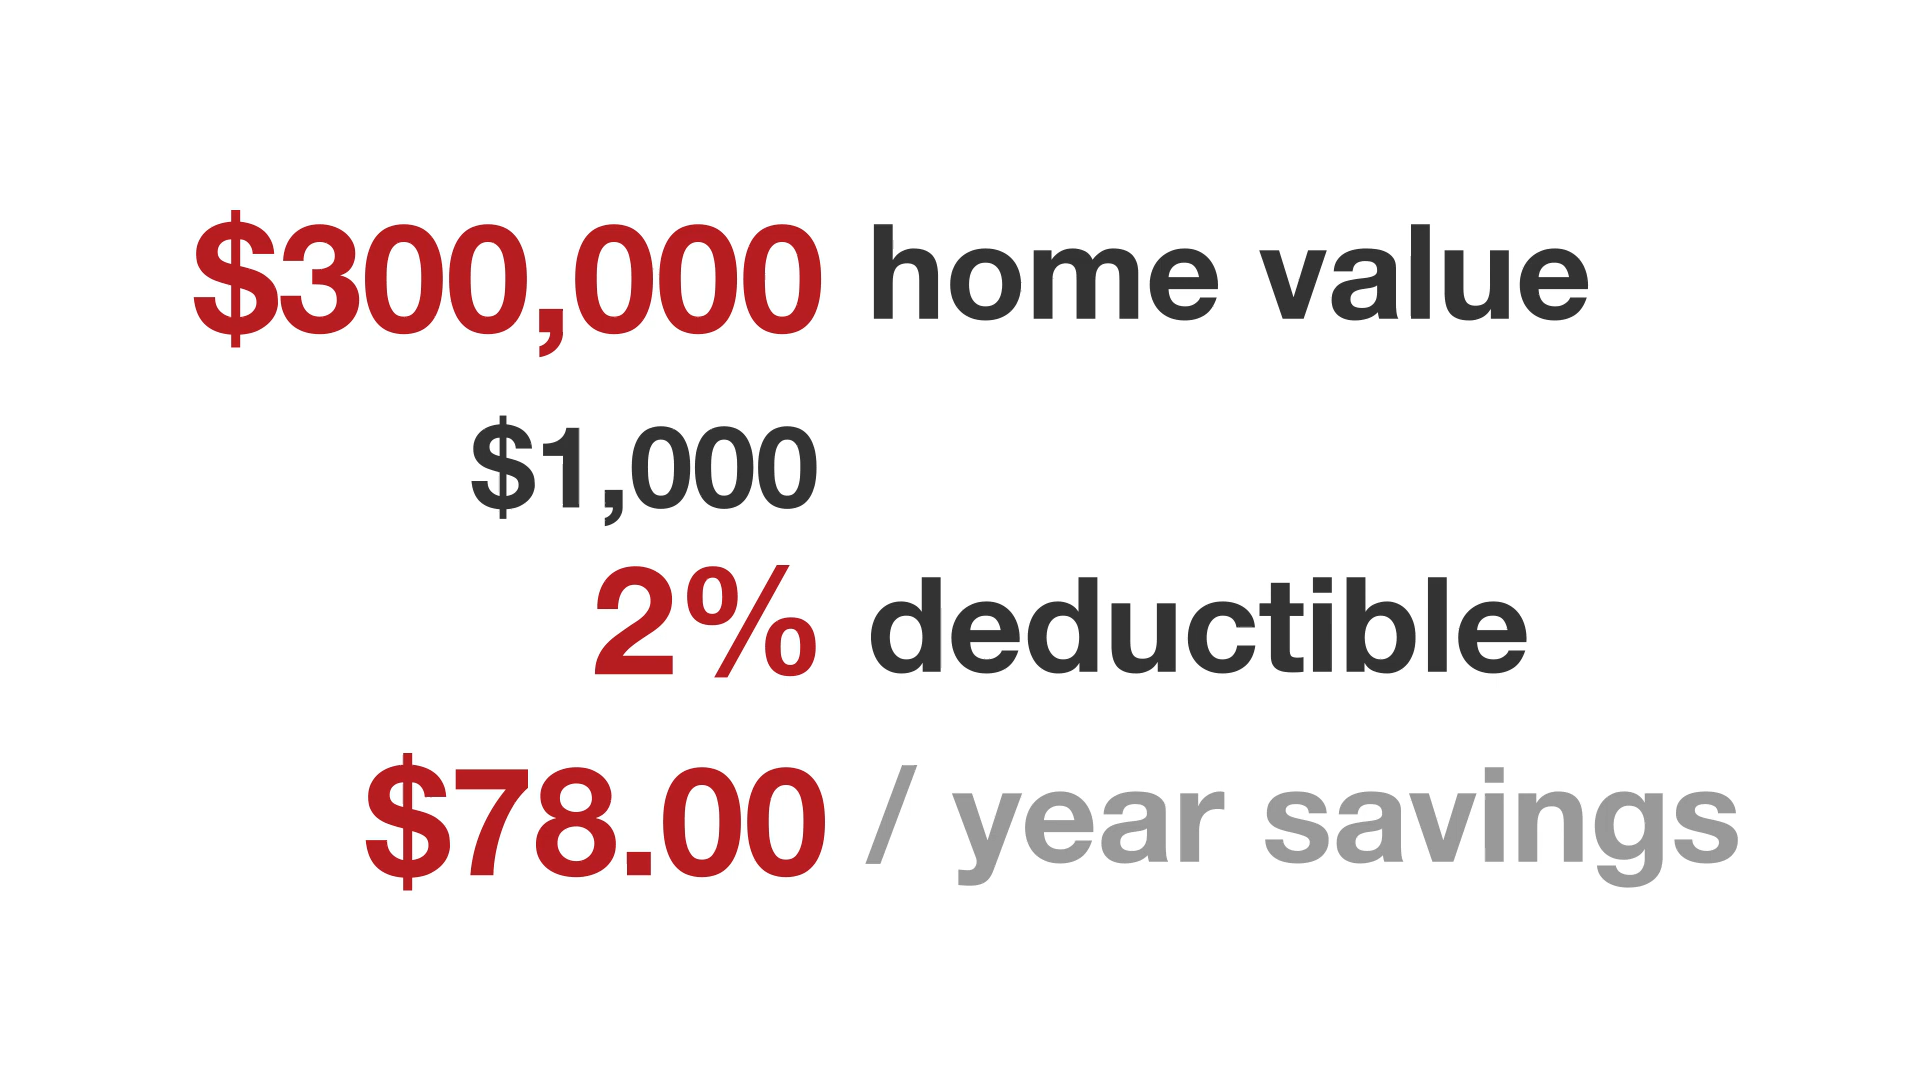 $300,000 home value
$1,000
2% deductible
$78.00 / year savings